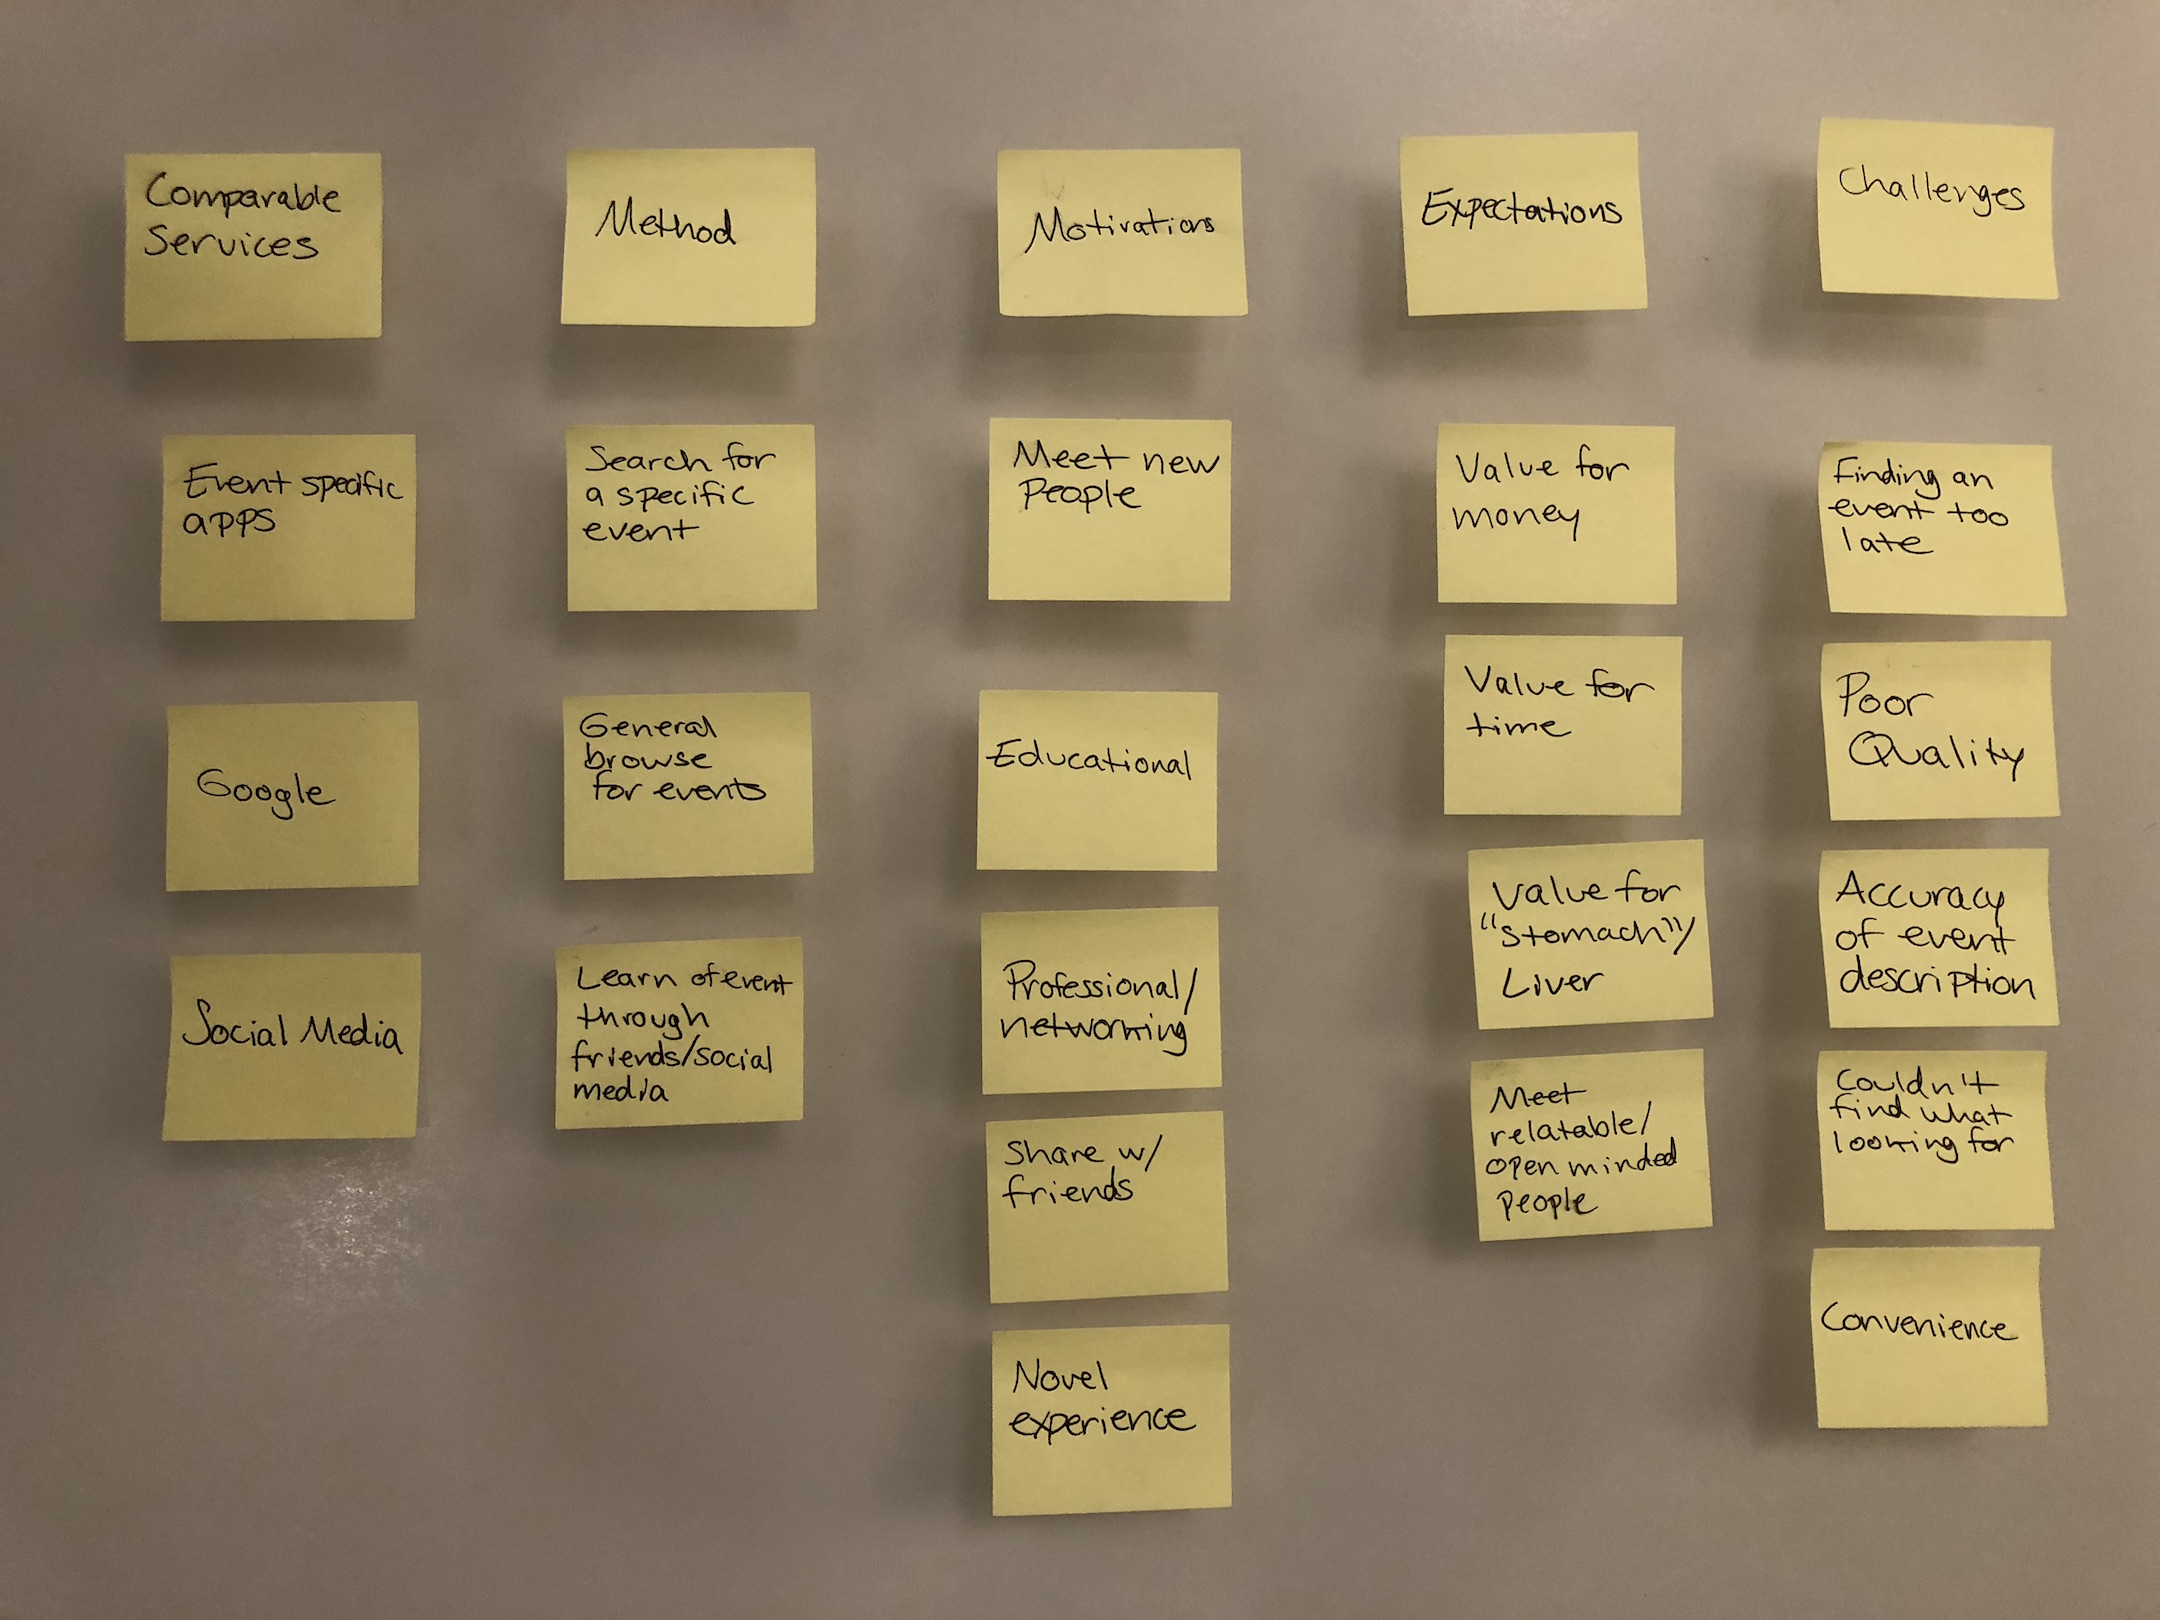 Comparable
Services
Event specific
apps
Google
Social Media
Method
Search for
a specific
event
General
browse
for events
Learn of event
through
friends/social
media
Motivations
Meet new
People
Educational
Professional/
networking
Share w/
friends
Novel
experience
Expectations
Value for
money
Value for
time
Value for
"stomach"/
Liver
Meet
relatable/
open minded
people
Challenges
Finding an
event too
late
Poor
Quality
Accuracy
of event
description
Couldn't
find what
looking for
Convenience